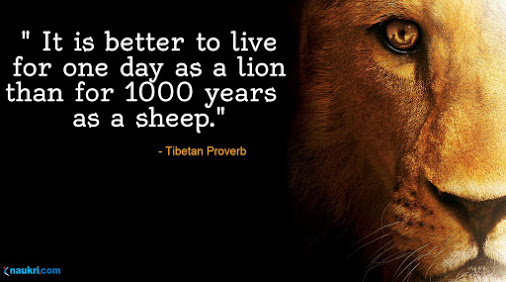 " It is better to live
for one day as a lion
than for 1000 years
as a sheep."
- Tibetan Proverb
naukri.com